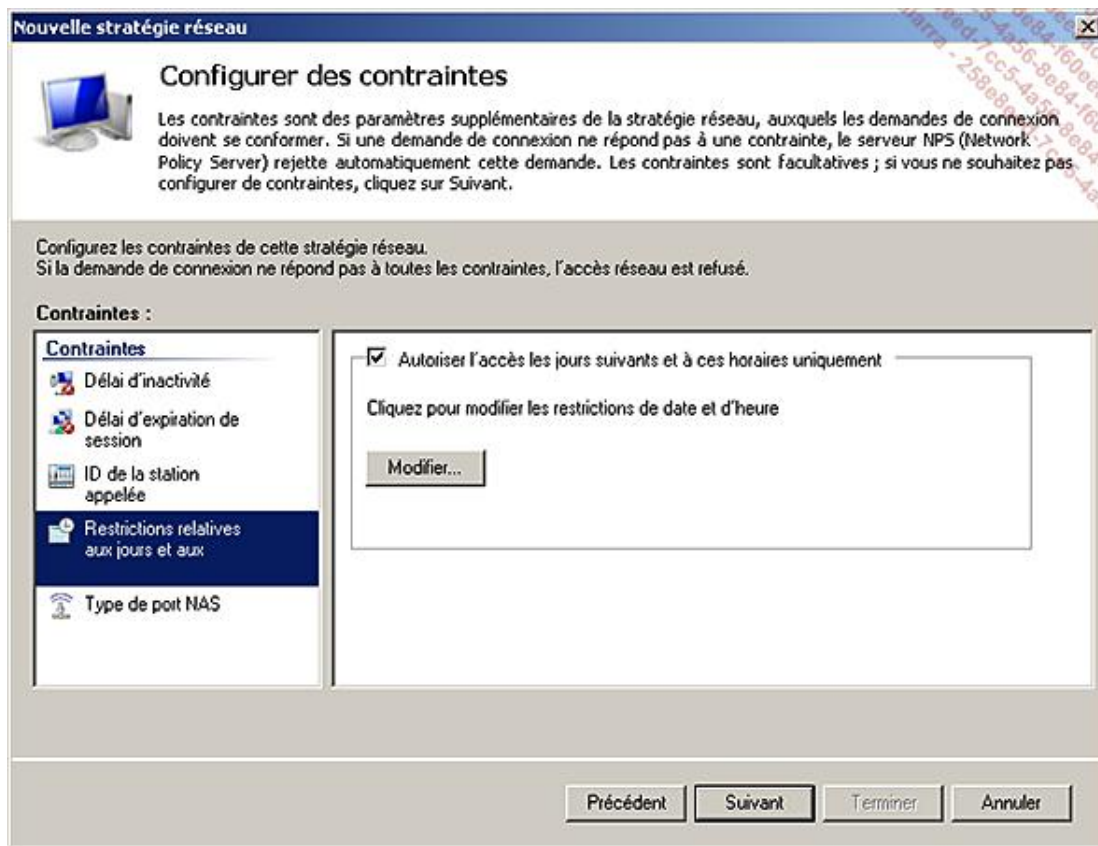 Nouvelle stratégie réseau
Configurer des contraintes
Les contraintes sont des paramètres supplémentaires de la stratégie réseau, auxquels les demandes de connexion
doivent se conformer. Si une demande de connexion ne répond pas à une contrainte, le serveur NPS (Network
Policy Server) rejette automatiquement cette demande. Les contraintes sont facultatives ; si vous ne souhaitez pas
configurer de contraintes, cliquez sur Suivant.
Configurez les contraintes de cette stratégie réseau.
Si la demande de connexion ne répond pas à toutes les contraintes, l'accès réseau est refusé.
Contraintes :
Contraintes
Délai d'inactivité
Délai d'expiration de
session
ID de la station
appelée
Restrictions relatives
aux jours et aux
Type de port NAS
Autoriser l'accès les jours suivants et à ces horaires uniquement
Cliquez pour modifier les restrictions de date et d'heure
Modifier...
Précédent
Suivant
Terminer
Annuler